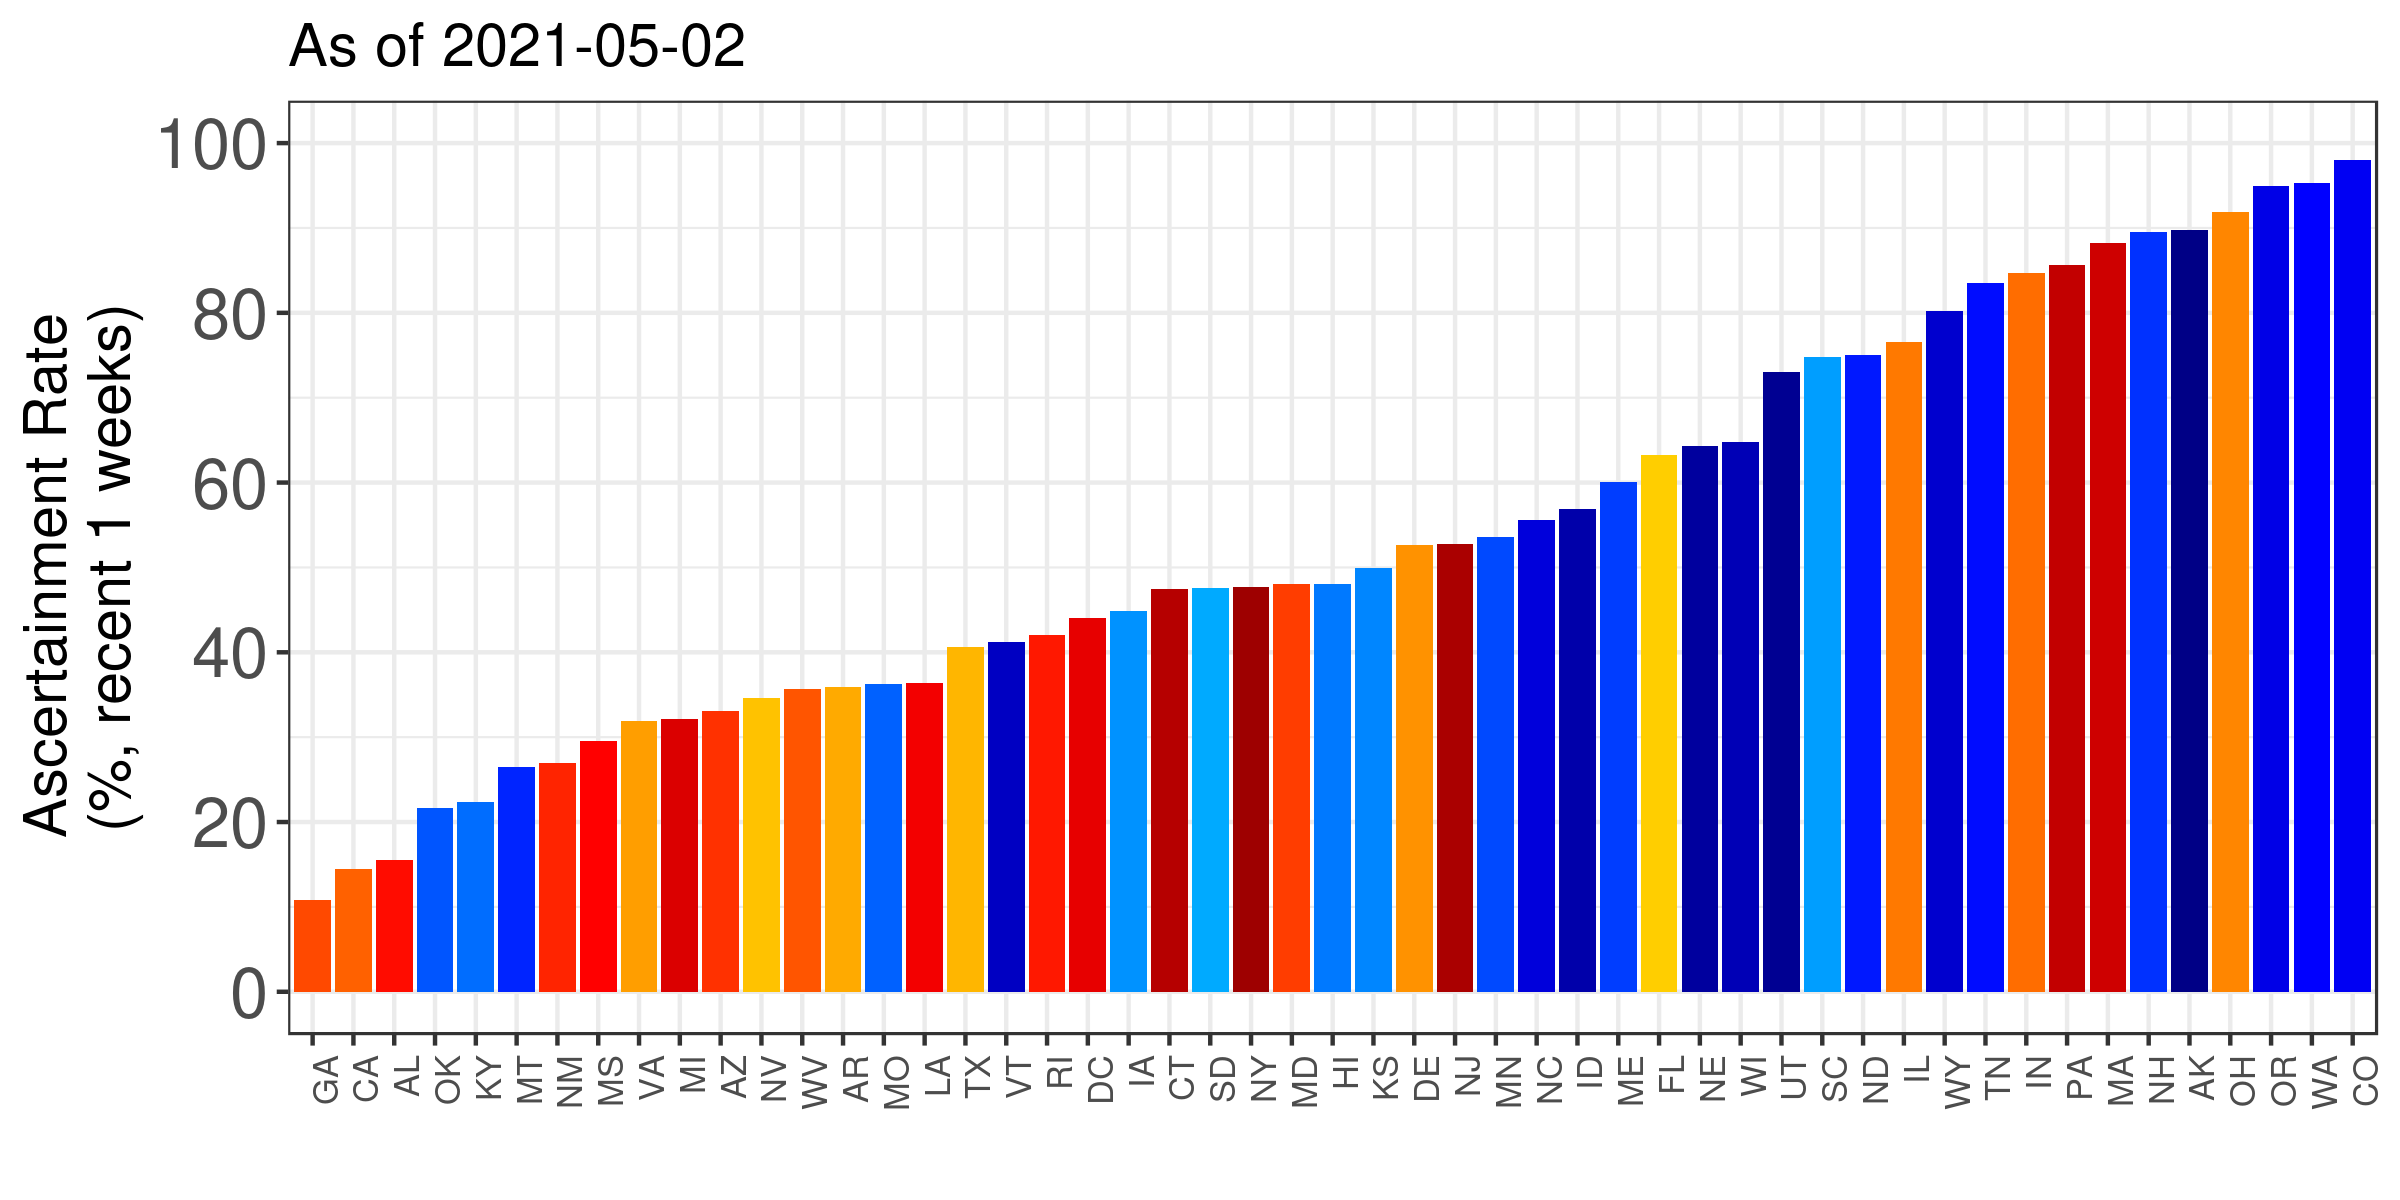 As of 2021-05-02
Ascertainment Rate
(%, recent 1 weeks)
100
80
60
40
20
0
GA CA AL OK KY MT NM MS VA MI AZ NV WV AR MO LA TX VT RI DC IA CT SD NY MD HI KS DE NJ MN NC ID ME FL NE WI UT SC ND IL WY TN IN PA MA NH AK OH OR WA CO